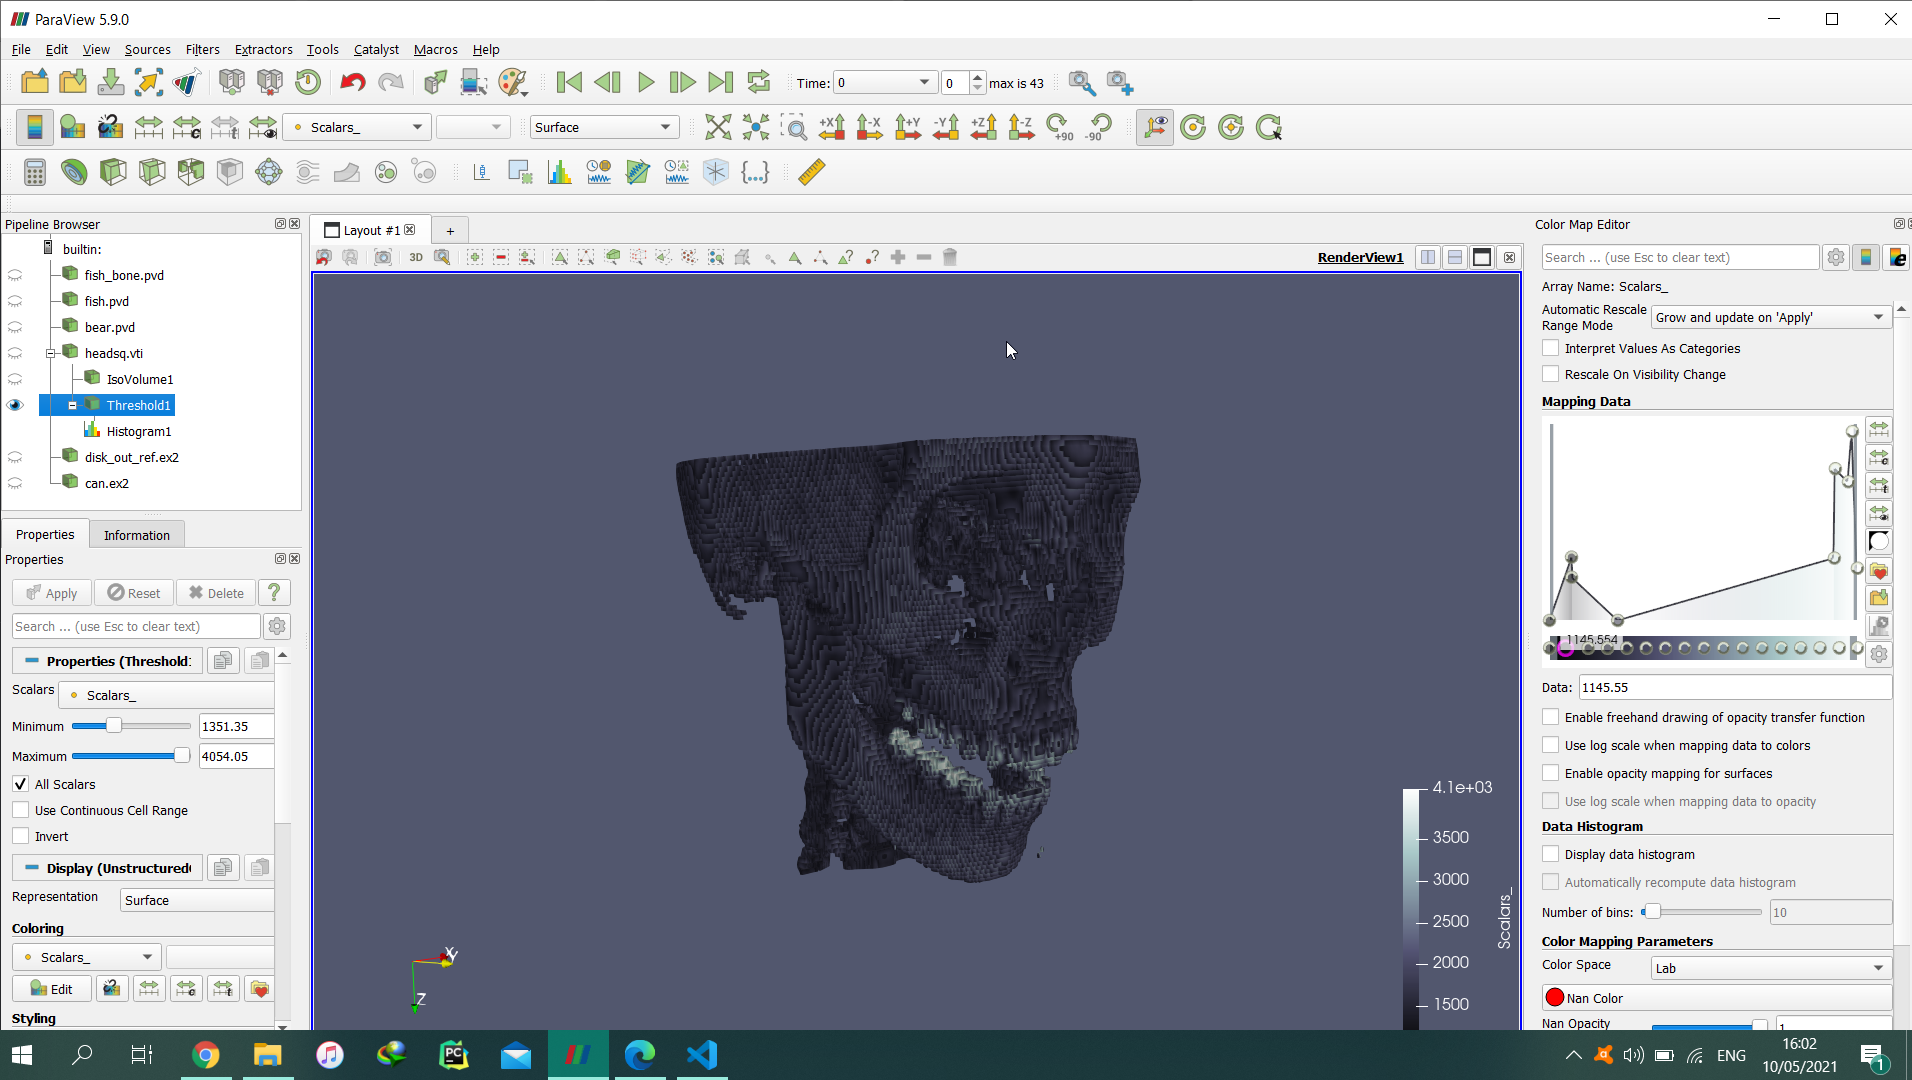 ParaView 5.9.0
File Edit View Sources Filters Extractors Tools Catalyst Macros Help
Time: 0 0 max is 43
Scalars_ Surface +X -X +Y -Y +Z -Z +90 -90
Pipeline Browser
builtin:
fish_bone.pvd
fish.pvd
bear.pvd
headsq.vti
IsoVolume1
Threshold1
Histogram1
disk_out_ref.ex2
can.ex2
Properties Information
Properties
Apply Reset Delete ?
Search ... (use Esc to clear text)
Properties (Threshold
Scalars Scalars_
Minimum 1351.35
Maximum 4054.05
All Scalars
Use Continuous Cell Range
Invert
Display (Unstructured
Representation Surface
Coloring
Scalars_
Edit
Styling
Layout #1 +
3D RenderView1
4.1e+03
3500
3000
2500
2000
1500
Scalars_
X
Y
Z
Color Map Editor
Search ... (use Esc to clear text)
Array Name: Scalars_
Automatic Rescale
Range Mode Grow and update on 'Apply'
Interpret Values As Categories
Rescale On Visibility Change
Mapping Data
1145.554
Data: 1145.55
Enable freehand drawing of opacity transfer function
Use log scale when mapping data to colors
Enable opacity mapping for surfaces
Use log scale when mapping data to opacity
Data Histogram
Display data histogram
Automatically recompute data histogram
Number of bins: 10
Color Mapping Parameters
Color Space Lab
Nan Color
Nan Opacity 1
PC
ENG 16:02
10/05/2021
1